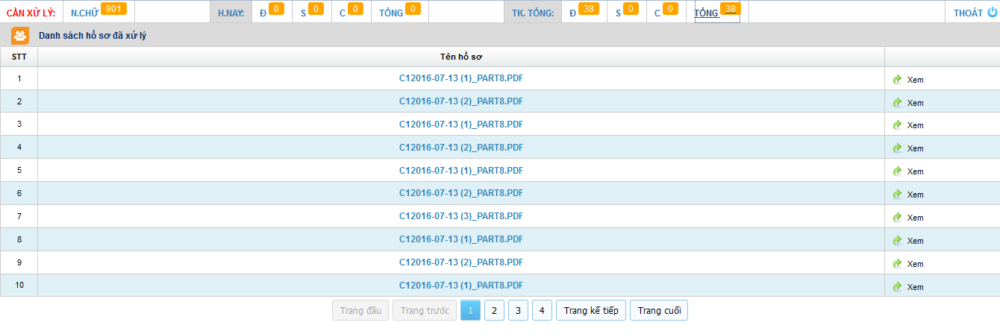 CẦN XỬ LÝ: N.CHỮ 901 H.NAY: Đ 0 S 0 C 0 TỔNG 0 TK. TỔNG: Đ 38 S 0 C 0 TỔNG 38 THOÁT
Danh sách hồ sơ đã xử lý
STT Tên hồ sơ
1 C12016-07-13 (1)_PART8.PDF Xem
2 C12016-07-13 (2)_PART8.PDF Xem
3 C12016-07-13 (1)_PART8.PDF Xem
4 C12016-07-13 (2)_PART8.PDF Xem
5 C12016-07-13 (1)_PART8.PDF Xem
6 C12016-07-13 (2)_PART8.PDF Xem
7 C12016-07-13 (3)_PART8.PDF Xem
8 C12016-07-13 (1)_PART8.PDF Xem
9 C12016-07-13 (2)_PART8.PDF Xem
10 C12016-07-13 (1)_PART8.PDF Xem
Trang đầu Trang trước 1 2 3 4 Trang kế tiếp Trang cuối